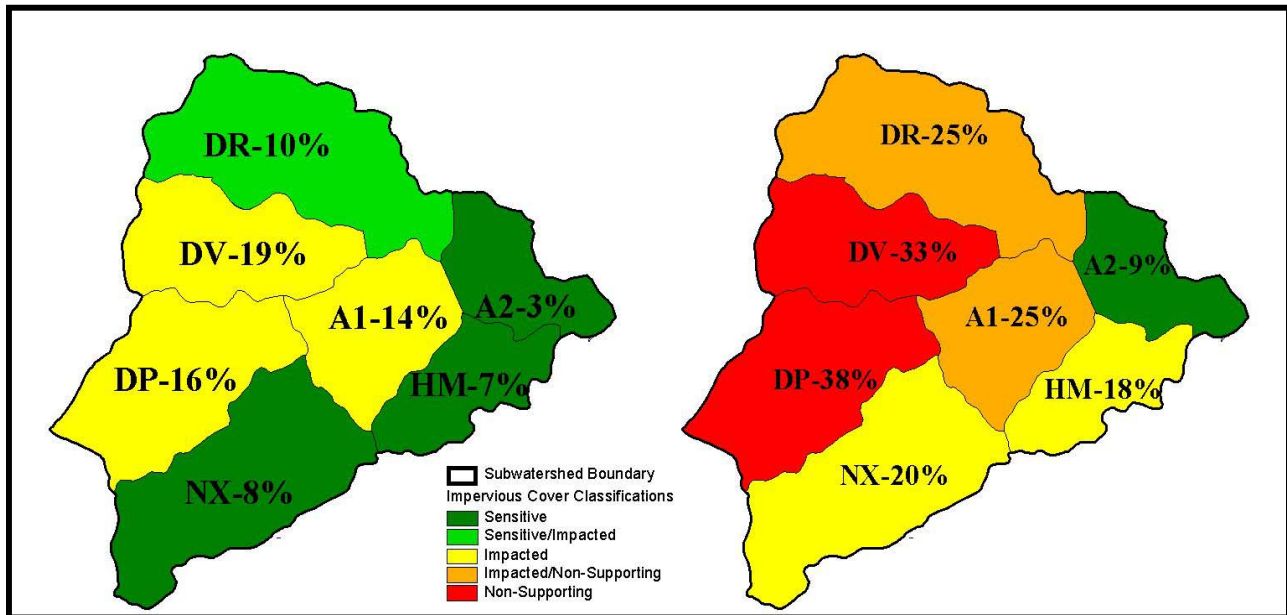 DR-10%
DV-19%
A2-3%
A1-14%
DP-16%
HM-7%
NX-8%
Subwatershed Boundary
Impervious Cover Classifications
Sensitive
Sensitive/Impacted
Impacted
Impacted/Non-Supporting
Non-Supporting
DR-25%
DV-33%
A2-9%
A1-25%
DP-38%
HM-18%
NX-20%